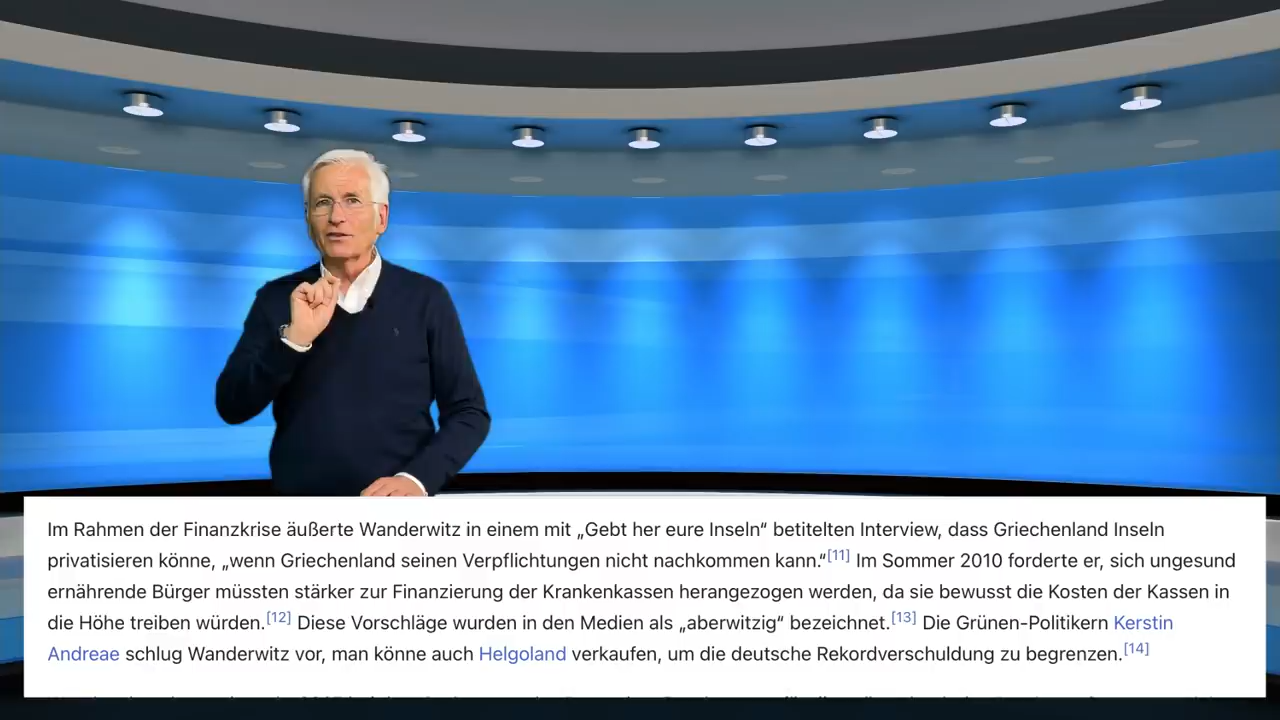 Im Rahmen der Finanzkrise äußerte Wanderwitz in einem mit „Gebt her eure Inseln“ betitelten Interview, dass Griechenland Inseln
privatisieren könne, „wenn Griechenland seinen Verpflichtungen nicht nachkommen kann.“[11] Im Sommer 2010 forderte er, sich ungesund
ernährende Bürger müssten stärker zur Finanzierung der Krankenkassen herangezogen werden, da sie bewusst die Kosten der Kassen in
die Höhe treiben würden.[12] Diese Vorschläge wurden in den Medien als „aberwitzig“ bezeichnet.[13] Die Grünen-Politikern Kerstin
Andreae schlug Wanderwitz vor, man könne auch Helgoland verkaufen, um die deutsche Rekordverschuldung zu begrenzen.[14]